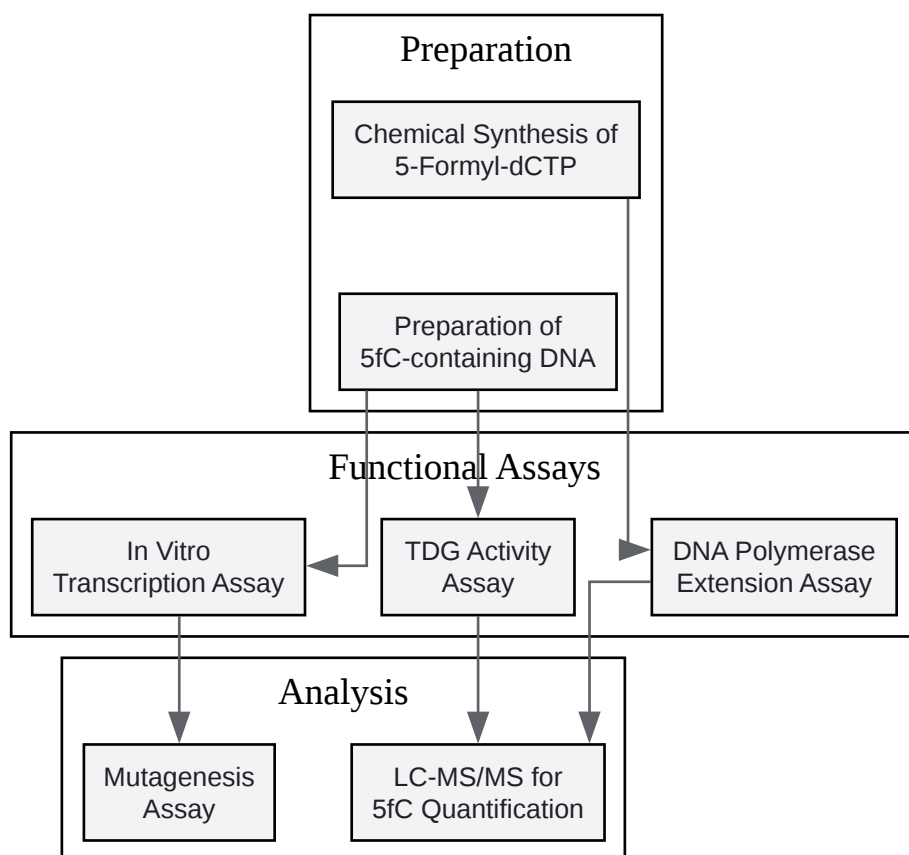 Preparation
Chemical Synthesis of
5-Formyl-dCTP
Preparation of
5fC-containing DNA
Functional Assays
In Vitro
Transcription Assay
TDG Activity
Assay
DNA Polymerase
Extension Assay
Analysis
Mutagenesis
Assay
LC-MS/MS for
5fC Quantification